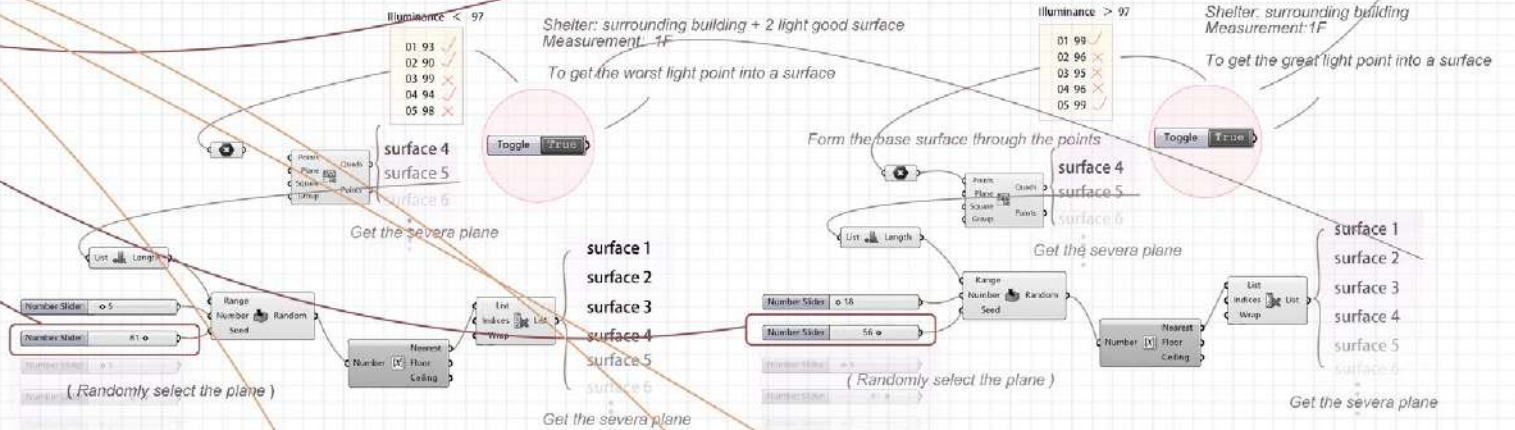 Illuminance < 97
01 93
02 90
03 99
04 94
05 98
Shelter: surrounding building + 2 light good surface
Measurement: 1F
To get the worst light point into a surface
Toggle True
Points
Plane
Square
Group
Quads
Points
surface 4
surface 5
surface 6
Get the severa plane
List Length
Number Slider 5
Number Slider 61
Range
Number
Seed
Random
( Randomly select the plane )
Number
Nearest
Floor
Ceiling
List
Indices
Wrap
List
surface 1
surface 2
surface 3
surface 4
surface 5
surface 6
Get the severa plane
Illuminance > 97
01 99
02 96
03 95
04 96
05 99
Shelter: surrounding building
Measurement:1F
To get the great light point into a surface
Toggle True
Form the base surface through the points
Points
Plane
Square
Group
Quads
Points
surface 4
surface 5
surface 6
Get the severa plane
List Length
Number Slider 18
Number Slider 56
Range
Number
Seed
Random
( Randomly select the plane )
Number
Nearest
Floor
Ceiling
List
Indices
Wrap
List
surface 1
surface 2
surface 3
surface 4
surface 5
surface 6
Get the severa plane